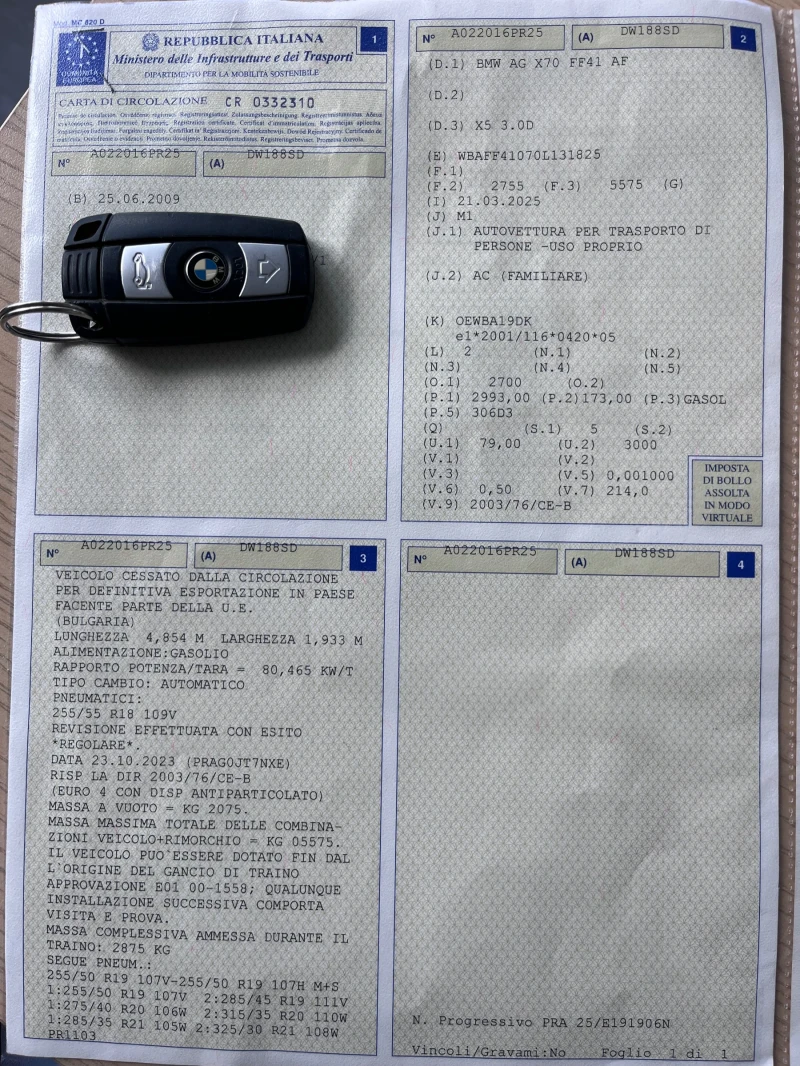 Mod. MC 820 D
N
COMUNITÀ
EUROPEA
REPUBBLICA ITALIANA
Ministero delle Infrastrutture e dei Trasporti
DIPARTIMENTO PER LA MOBILITÀ SOSTENIBILE
1
CARTA DI CIRCOLAZIONE CR 0332310
N° A022016PR25 (A) DW188SD
(B) 25.06.2009
N° A022016PR25 (A) DW188SD 2
(D.1) BMW AG X70 FF41 AF
(D.2)
(D.3) X5 3.0D
(E) WBAFF41070L131825
(F.1)
(F.2) 2755 (F.3) 5575 (G)
(I) 21.03.2025
(J) M1
(J.1) AUTOVETTURA PER TRASPORTO DI
PERSONE -USO PROPRIO
(J.2) AC (FAMILIARE)
(K) OEWBA19DK
e1*2001/116*0420*05
(L) 2 (N.1) (N.2)
(N.3) (N.4) (N.5)
(O.1) 2700 (O.2)
(P.1) 2993,00 (P.2)173,00 (P.3)GASOL
(P.5) 306D3
(Q) (S.1) 5 (S.2)
(U.1) 79,00 (U.2) 3000
(V.1) (V.2)
(V.3) (V.5) 0,001000
(V.6) 0,50 (V.7) 214,0
(V.9) 2003/76/CE-B
IMPOSTA
DI BOLLO
ASSOLTA
IN MODO
VIRTUALE
N° A022016PR25 (A) DW188SD 3
VEICOLO CESSATO DALLA CIRCOLAZIONE
PER DEFINITIVA ESPORTAZIONE IN PAESE
FACENTE PARTE DELLA U.E.
(BULGARIA)
LUNGHEZZA 4,854 M LARGHEZZA 1,933 M
ALIMENTAZIONE:GASOLIO
RAPPORTO POTENZA/TARA = 80,465 KW/T
TIPO CAMBIO: AUTOMATICO
PNEUMATICI:
255/55 R18 109V
REVISIONE EFFETTUATA CON ESITO
*REGOLARE*.
DATA 23.10.2023 (PRAG0JT7NXE)
RISP LA DIR 2003/76/CE-B
(EURO 4 CON DISP ANTIPARTICOLATO)
MASSA A VUOTO = KG 2075.
MASSA MASSIMA TOTALE DELLE COMBINA-
ZIONI VEICOLO+RIMORCHIO = KG 05575.
IL VEICOLO PUO`ESSERE DOTATO FIN DAL
L`ORIGINE DEL GANCIO DI TRAINO
APPROVAZIONE E01 00-1558; QUALUNQUE
INSTALLAZIONE SUCCESSIVA COMPORTA
VISITA E PROVA.
MASSA COMPLESSIVA AMMESSA DURANTE IL
TRAINO: 2875 KG
SEGUE PNEUM.:
255/50 R19 107V-255/50 R19 107H M+S
1:255/50 R19 107V 2:285/45 R19 111V
1:275/40 R20 106W 2:315/35 R20 110W
1:285/35 R21 105W 2:325/30 R21 108W
PR1103
N° A022016PR25 (A) DW188SD 4
N. Progressivo PRA 25/E191906N
Vincoli/Gravami:No Foglio 1 di 1